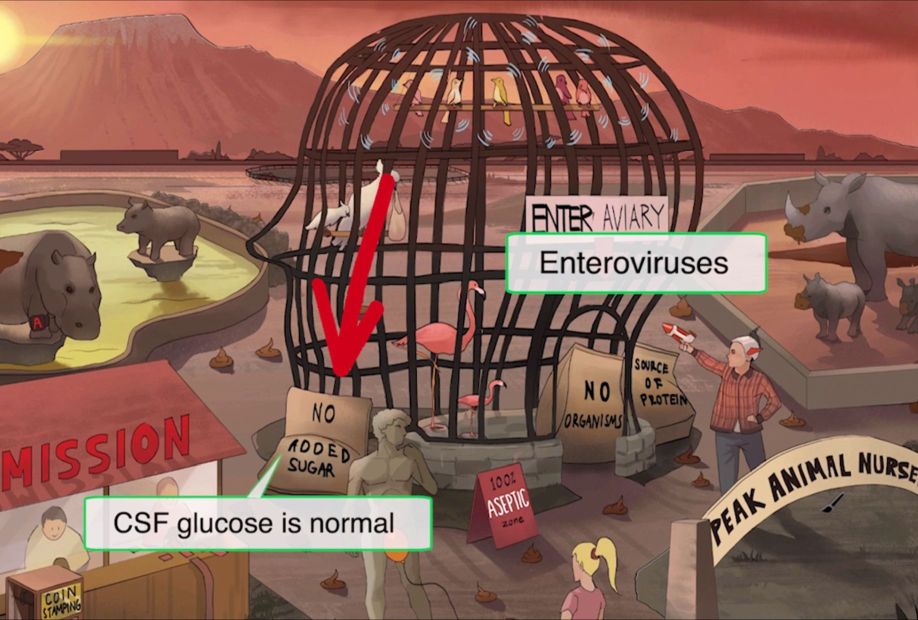 ENTER AVIARY
Enteroviruses
NO
ADDED
SUGAR
NO
ORGANISMS
SOURCE
OF
PROTEIN
A
MISSION
CSF glucose is normal
100%
ASEPTIC
zone
PEAK ANIMAL NURSE
COIN
STAMPING